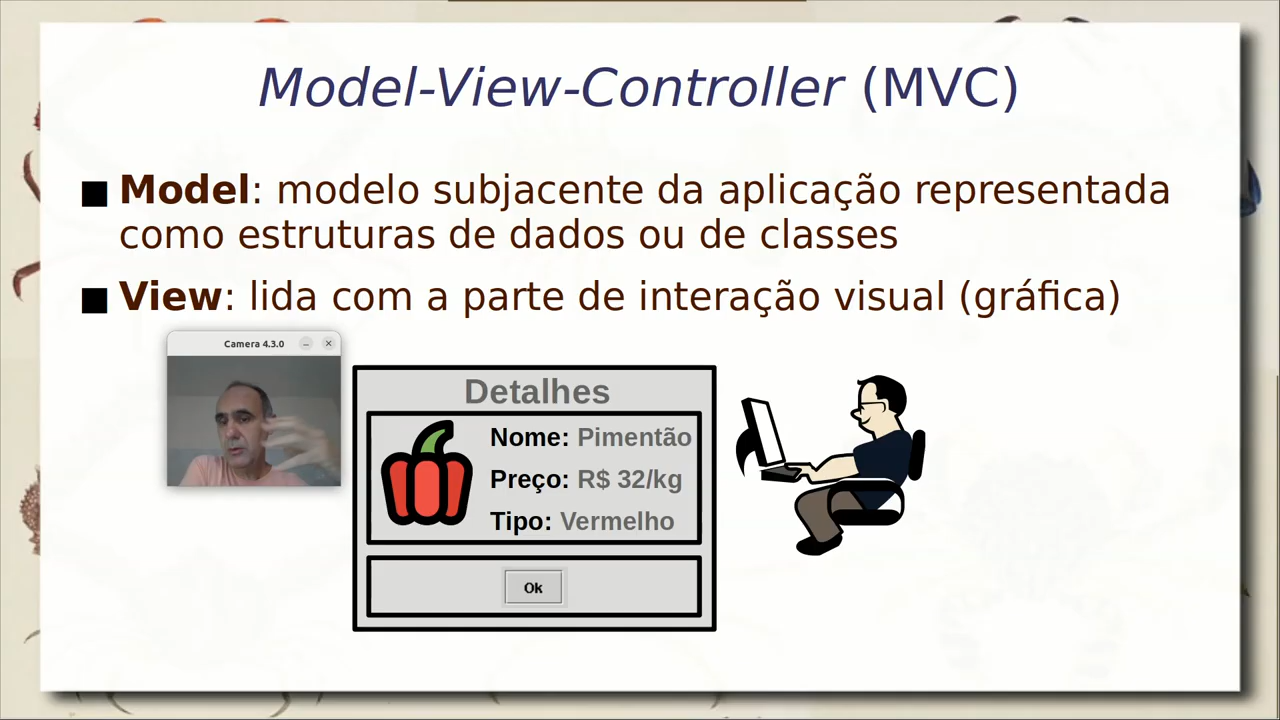 Model-View-Controller (MVC)
Model: modelo subjacente da aplicação representada
como estruturas de dados ou de classes
View: lida com a parte de interação visual (gráfica)
Camera 4.3.0
Detalhes
Nome: Pimentão
Preço: R$ 32/kg
Tipo: Vermelho
Ok